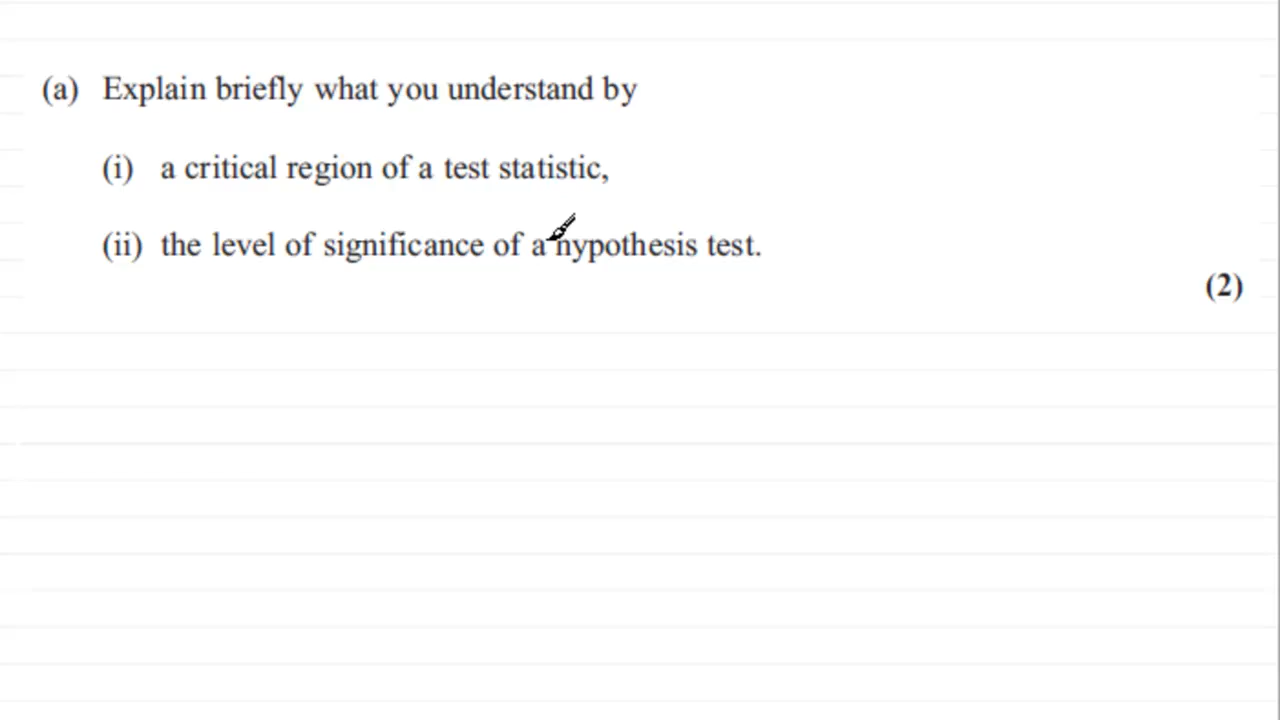 (a) Explain briefly what you understand by
(i) a critical region of a test statistic,
(ii) the level of significance of a hypothesis test.
(2)